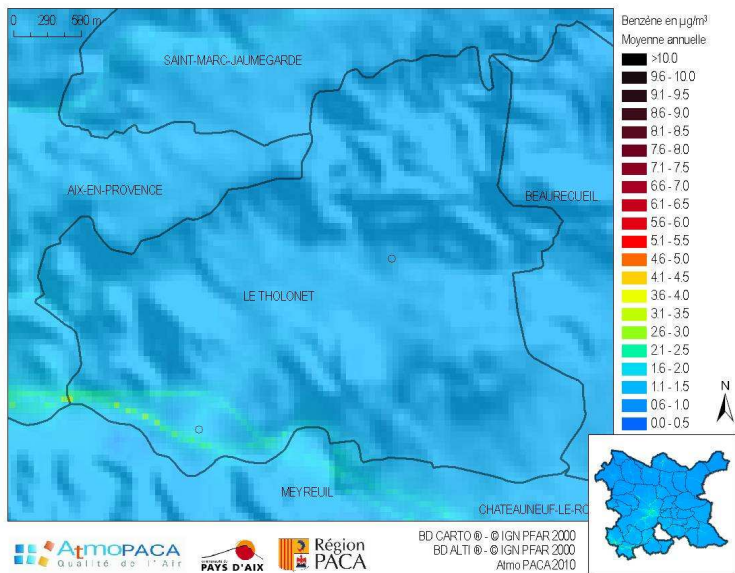 0 290 580 m
SAINT-MARC-JAUMEGARDE
AIX-EN-PROVENCE
BEAURECUEIL
LE THOLONET
MEYREUIL
CHATEAUNEUF-LE-RO
Benzène en µg/m³
Moyenne annuelle
>10.0
9.6 - 10.0
9.1 - 9.5
8.6 - 9.0
8.1 - 8.5
7.6 - 8.0
7.1 - 7.5
6.6 - 7.0
6.1 - 6.5
5.6 - 6.0
5.1 - 5.5
4.6 - 5.0
4.1 - 4.5
3.6 - 4.0
3.1 - 3.5
2.6 - 3.0
2.1 - 2.5
1.6 - 2.0
1.1 - 1.5
0.6 - 1.0
0.0 - 0.5
N
AtmoPACA
Qualité de l'Air
PAYS D'AIX
Région
PACA
BD CARTO ® - © IGN PFAR 2000
BD ALTI ® - © IGN PFAR 2000
Atmo PACA 2010